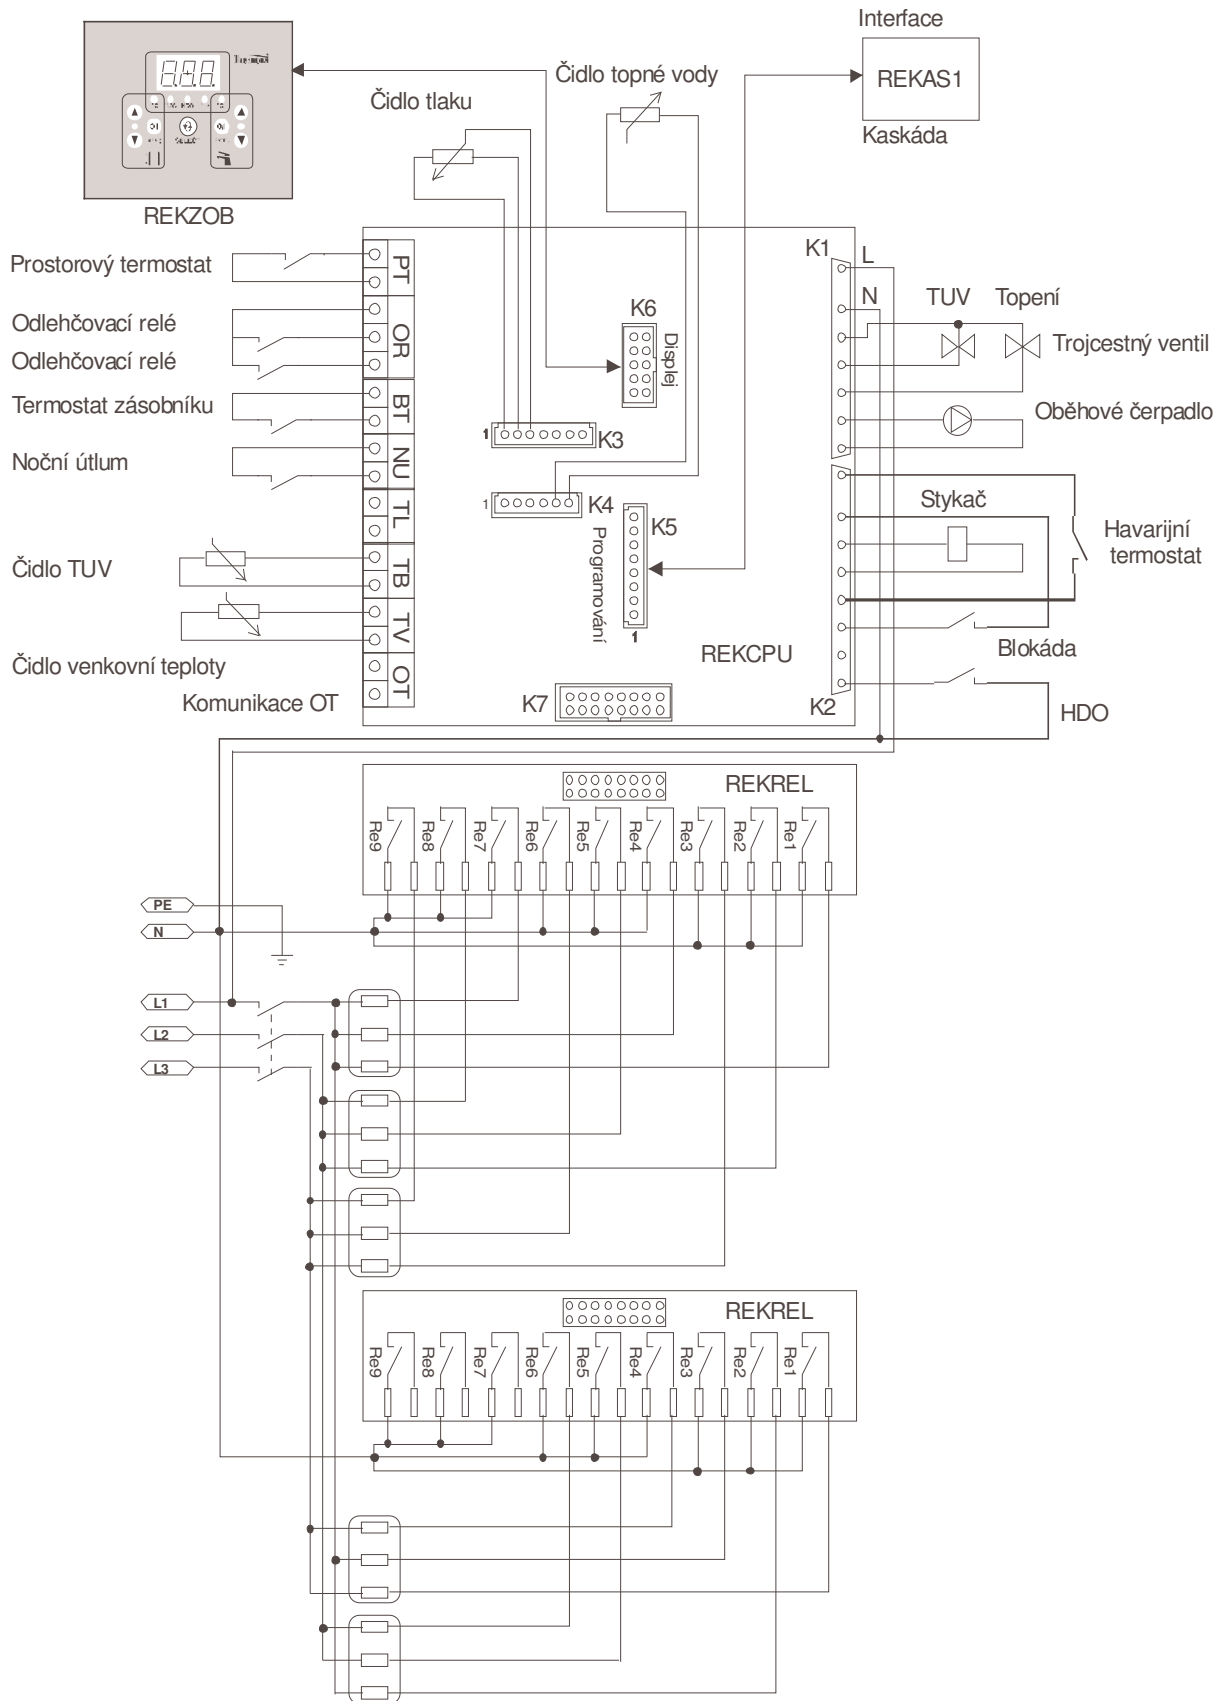 Interface
REKAS1
Kaskáda
Čidlo topné vody
Čidlo tlaku
REKZOB
Prostorový termostat
PT
Odlehčovací relé
OR
Odlehčovací relé
Termostat zásobníku
BT
Noční útlum
NU
TL
Čidlo TUV
TB
TV
Čidlo venkovní teploty
OT
Komunikace OT
K6
Displej
1
K3
1
K4
K5
Programování
1
REKCPU
K7
K1
L
N
TUV
Topení
Trojcestný ventil
Oběhové čerpadlo
Stykač
Havarijní
termostat
Blokáda
K2
HDO
REKREL
Re9
Re8
Re7
Re6
Re5
Re4
Re3
Re2
Re1
PE
N
L1
L2
L3
REKREL
Re9
Re8
Re7
Re6
Re5
Re4
Re3
Re2
Re1